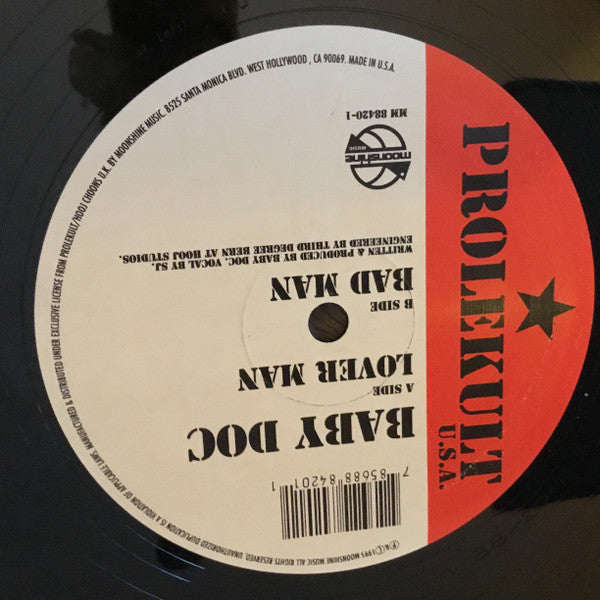 PROLEKULT
U.S.A.
BABY DOC
A SIDE
LOVER MAN
B SIDE
BAD MAN
WRITTEN & PRODUCED BY BABY DOC. VOCAL BY SJ.
ENGINEERED BY THIRD DEGREE BERN AT HOOJ STUDIOS.
moonshine
MUSIC
MM 88420-1
7 85688 84201 1
℗ & © 1995 MOONSHINE MUSIC ALL RIGHTS RESERVED. UNAUTHORIZED DUPLICATION IS A VIOLATION OF APPLICABLE LAWS. MANUFACTURED & DISTRIBUTED UNDER EXCLUSIVE LICENSE FROM PROLEKULT/HOOJ CHOONS U.K. BY MOONSHINE MUSIC. 8525 SANTA MONICA BLVD. WEST HOLLYWOOD , CA 90069. MADE IN U.S.A.